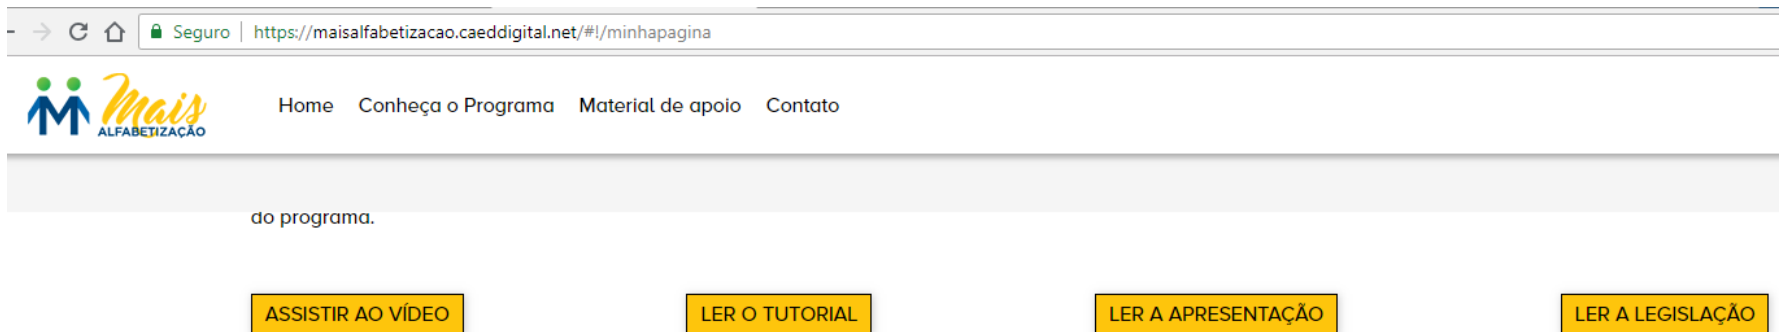 Seguro | https://maisalfabetizacao.caeddigital.net/#!/minhapagina
Mais
ALFABETIZAÇÃO
Home Conheça o Programa Material de apoio Contato
do programa.
ASSISTIR AO VÍDEO LER O TUTORIAL LER A APRESENTAÇÃO LER A LEGISLAÇÃO